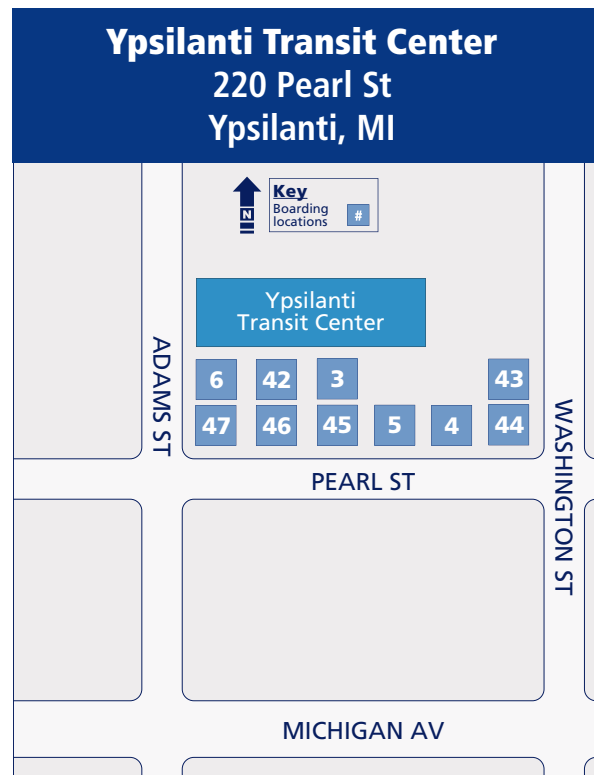 Ypsilanti Transit Center
220 Pearl St
Ypsilanti, MI
N
Key
Boarding
locations
#
Ypsilanti
Transit Center
6 42 3 43
47 46 45 5 4 44
ADAMS ST
WASHINGTON ST
PEARL ST
MICHIGAN AV